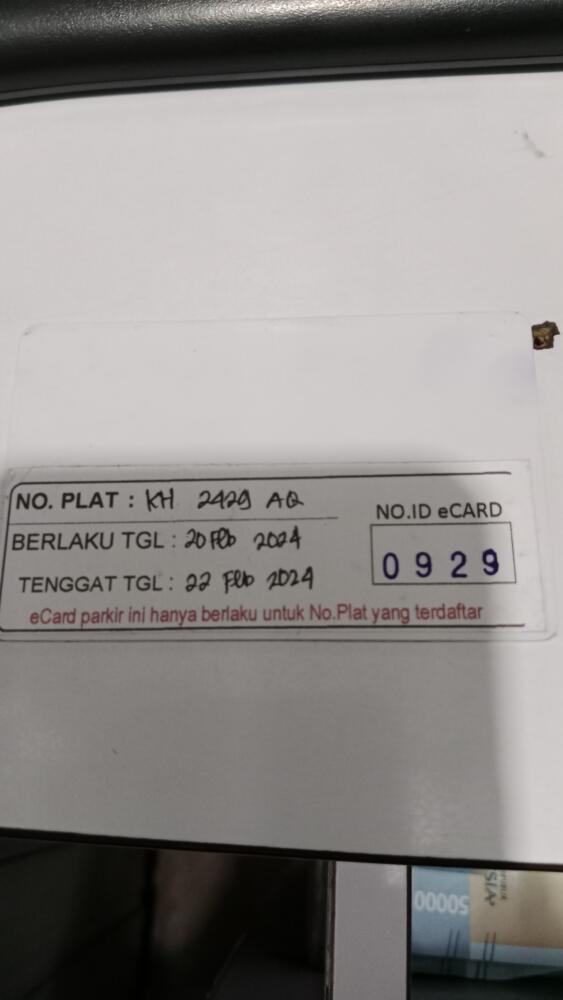 NO. PLAT : KH 2429 AQ
NO.ID eCARD
BERLAKU TGL : 20 Feb 2024
0929
TENGGAT TGL : 22 Feb 2024
eCard parkir ini hanya berlaku untuk No.Plat yang terdaftar
50000